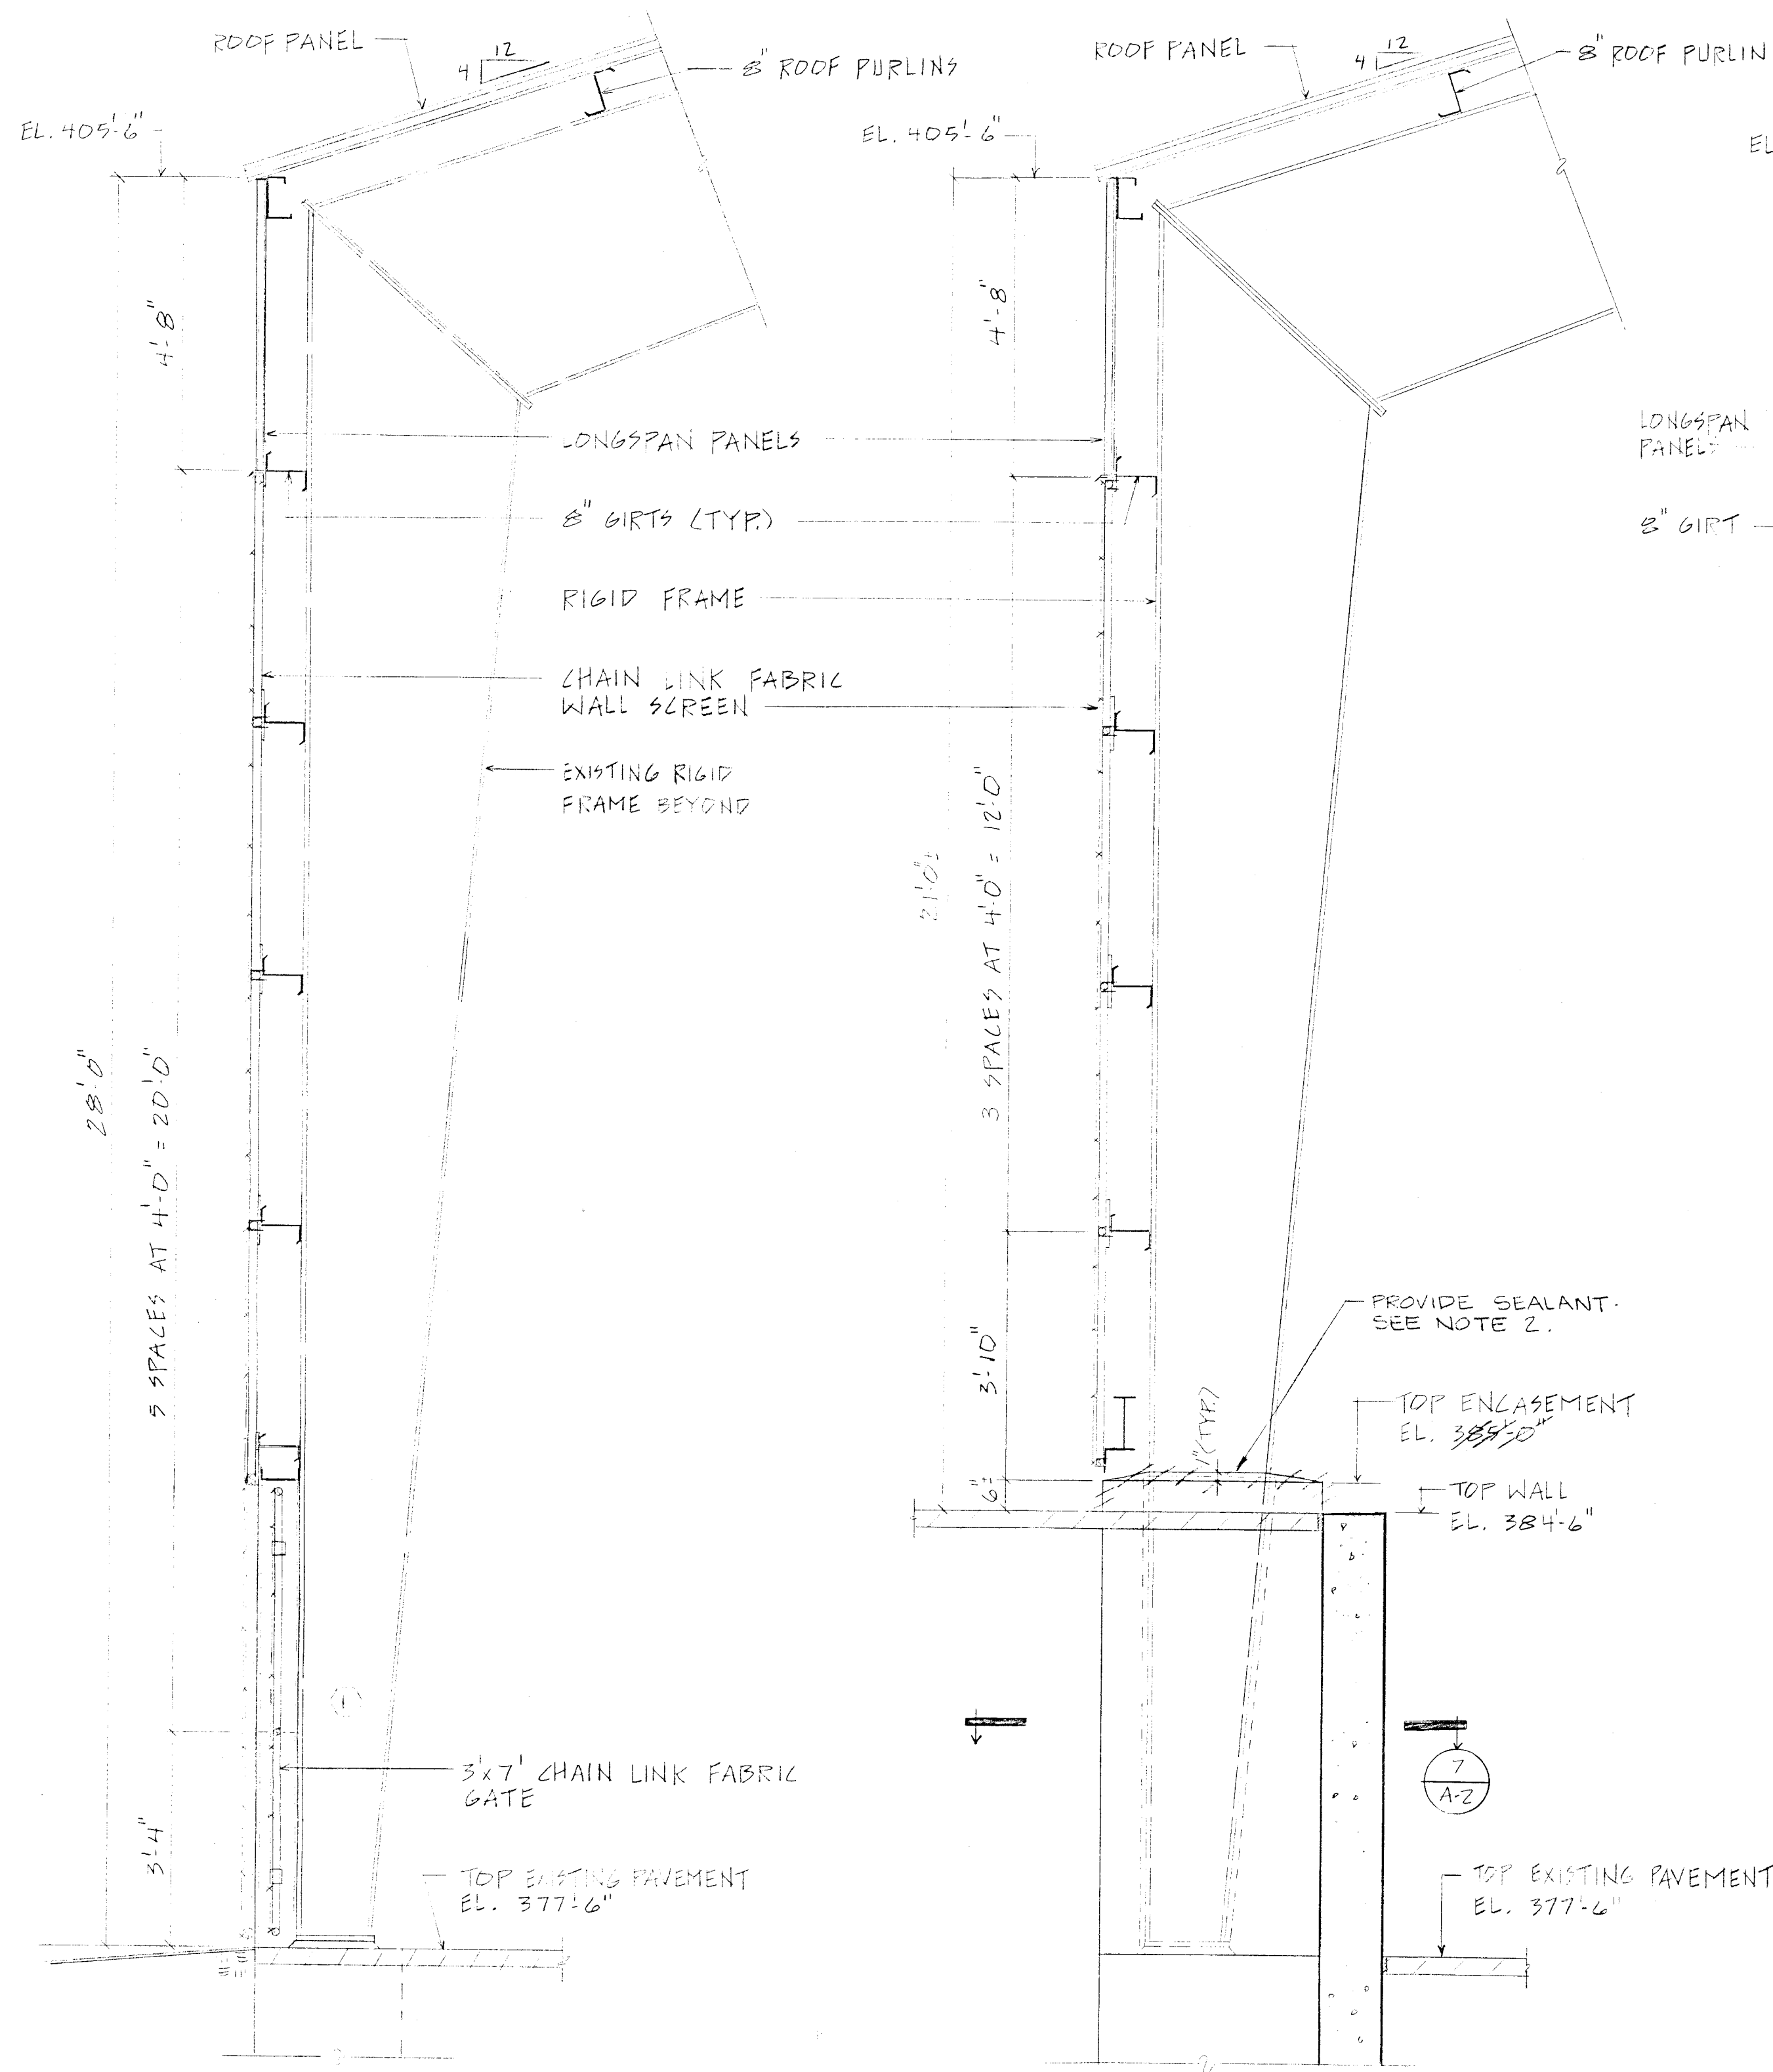 ROOF PANEL
12
4
8" ROOF PURLINS
EL. 405'-6"
4'-8"
LONGSPAN PANELS
8" GIRTS (TYP.)
RIGID FRAME
CHAIN LINK FABRIC
WALL SCREEN
EXISTING RIGID
FRAME BEYOND
28'-0"
5 SPACES AT 4'-0" = 20'-0"
1
3'x7' CHAIN LINK FABRIC
GATE
3'-4"
TOP EXISTING PAVEMENT
EL. 377'-6"
ROOF PANEL
12
4
8" ROOF PURLIN
EL. 405'-6"
4'-8"
21'-0"±
3 SPACES AT 4'-0" = 12'-0"
3'-10"
6"±
1" (TYP.)
PROVIDE SEALANT.
SEE NOTE 2.
TOP ENCASEMENT
EL. 385'-0"
TOP WALL
EL. 384'-6"
7
A-2
TOP EXISTING PAVEMENT
EL. 377'-6"
EL
LONGSPAN
PANELS
8" GIRT